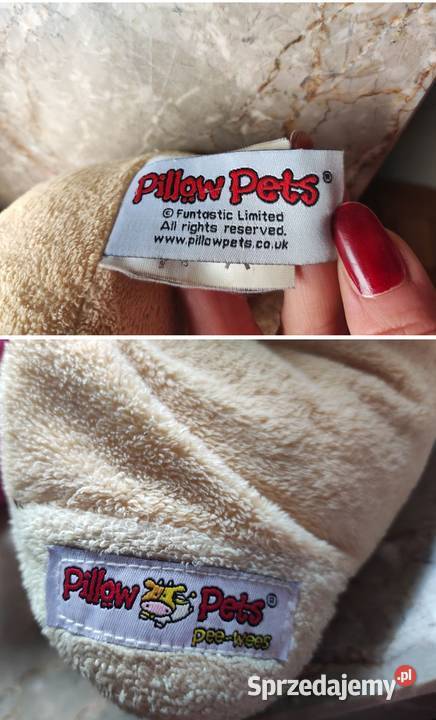 Pillow Pets®
© Funtastic Limited
All rights reserved.
www.pillowpets.co.uk
Pillow Pets®
pee-wees
Sprzedajemy.pl